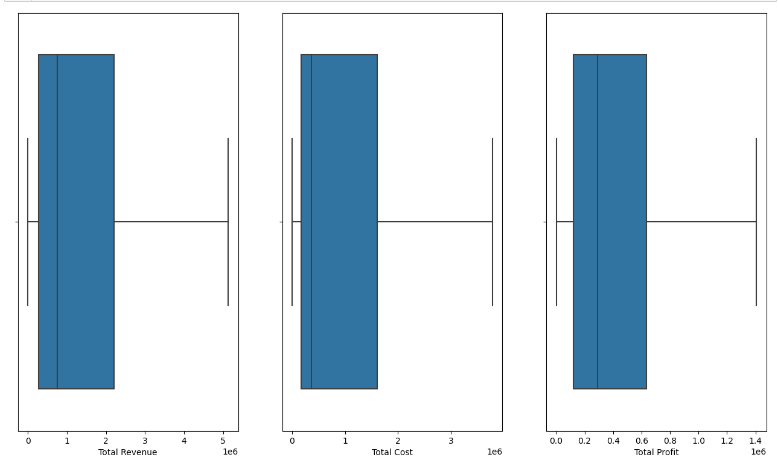 0 1 2 3 4 5
1e6
Total Revenue
0 1 2 3
1e6
Total Cost
0.0 0.2 0.4 0.6 0.8 1.0 1.2 1.4
1e6
Total Profit